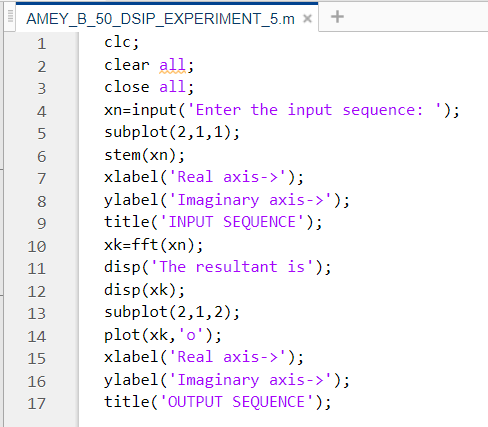 AMEY_B_50_DSIP_EXPERIMENT_5.m × +
1 clc;
2 clear all;
3 close all;
4 xn=input('Enter the input sequence: ');
5 subplot(2,1,1);
6 stem(xn);
7 xlabel('Real axis->');
8 ylabel('Imaginary axis->');
9 title('INPUT SEQUENCE');
10 xk=fft(xn);
11 disp('The resultant is');
12 disp(xk);
13 subplot(2,1,2);
14 plot(xk,'o');
15 xlabel('Real axis->');
16 ylabel('Imaginary axis->');
17 title('OUTPUT SEQUENCE');